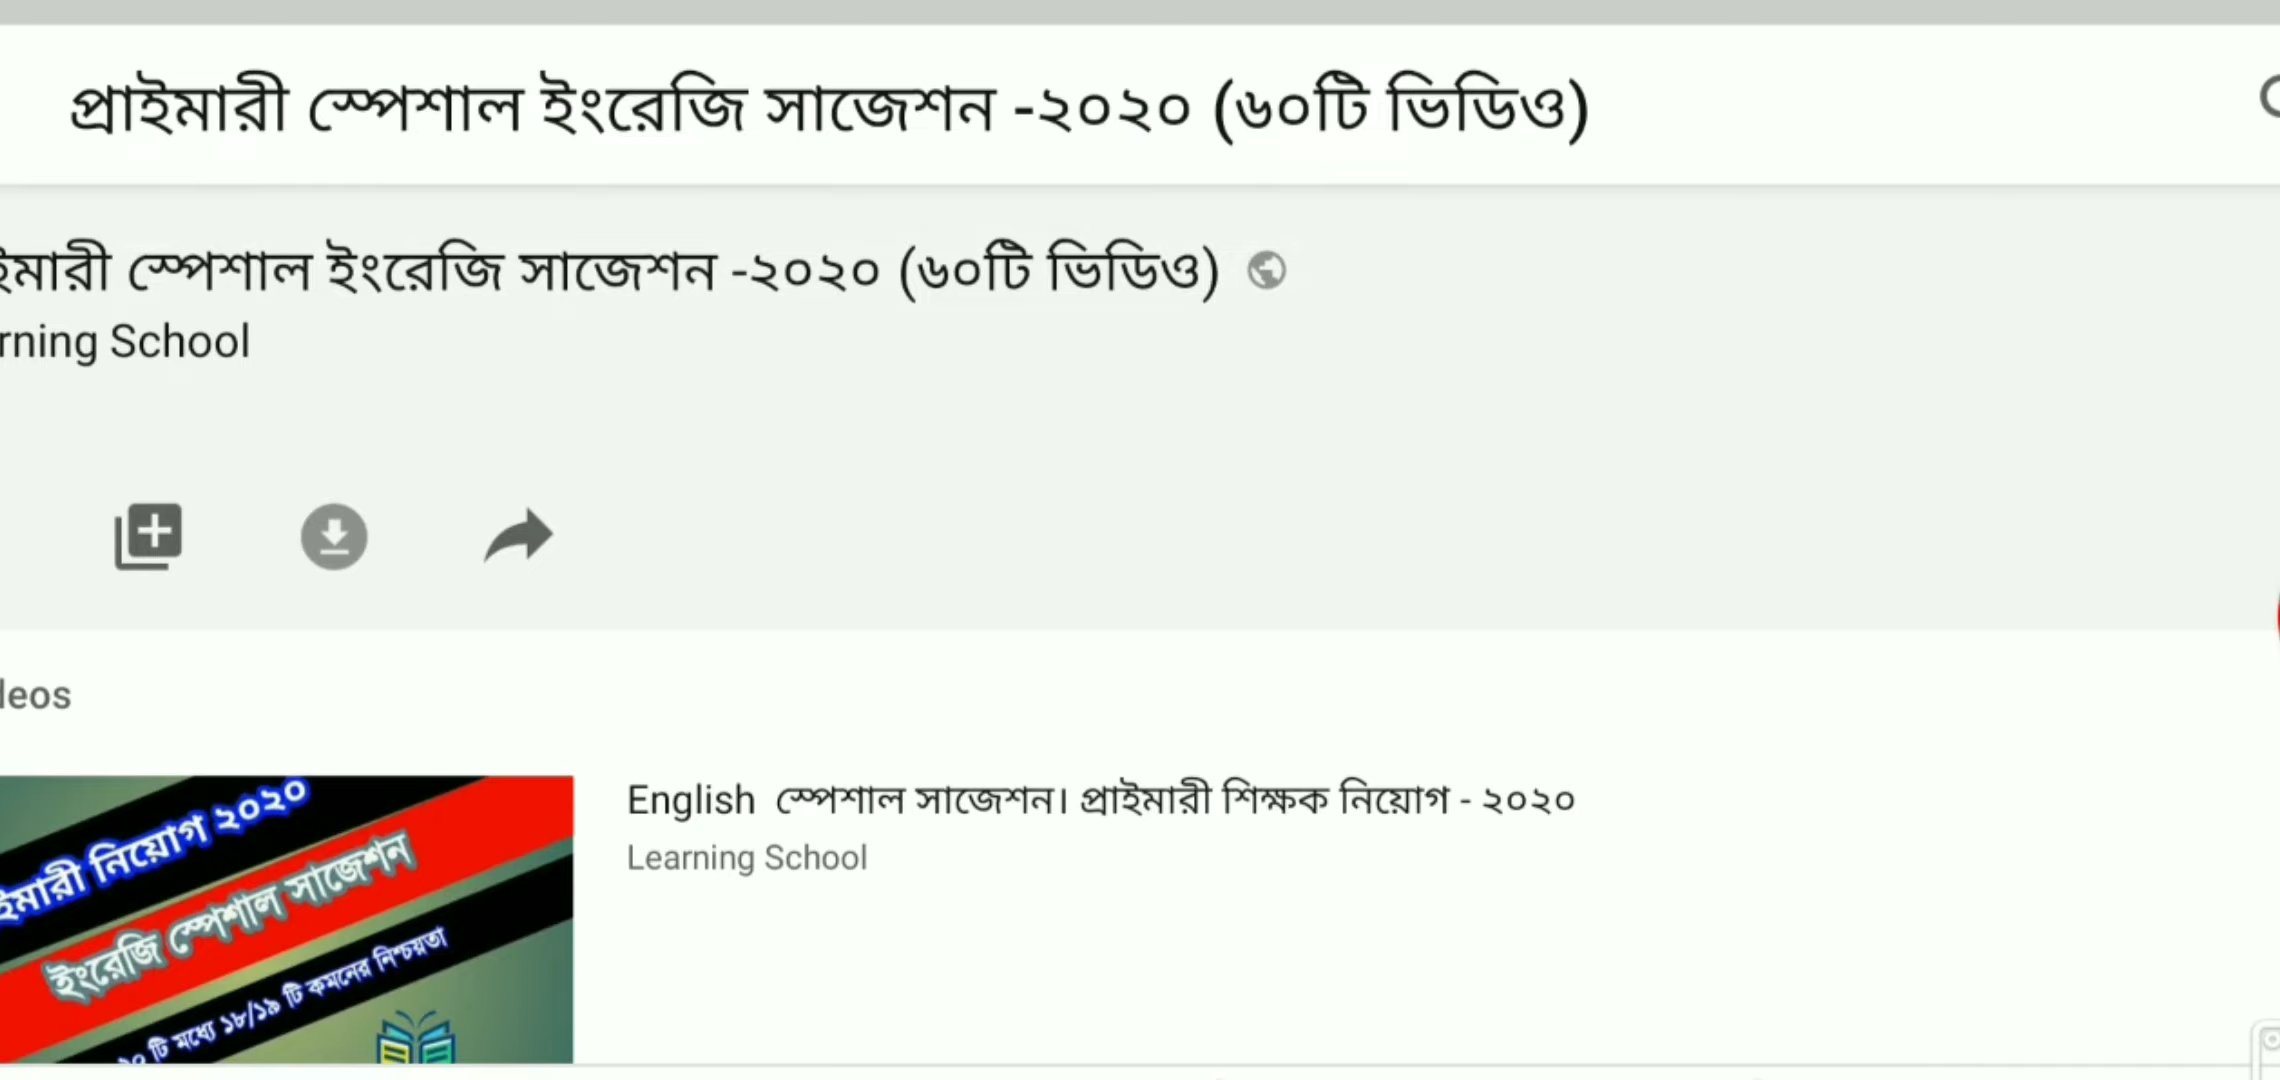 প্রাইমারী স্পেশাল ইংরেজি সাজেশন -২০২০ (৬০টি ভিডিও)
ইমারী স্পেশাল ইংরেজি সাজেশন -২০২০ (৬০টি ভিডিও)
rning School
leos
English স্পেশাল সাজেশন। প্রাইমারী শিক্ষক নিয়োগ - ২০২০
Learning School
ইমারী নিয়োগ ২০২০
ইংরেজি স্পেশাল সাজেশন
২০ টি মধ্যে ১৮/১৯ টি কমনের নিশ্চয়তা